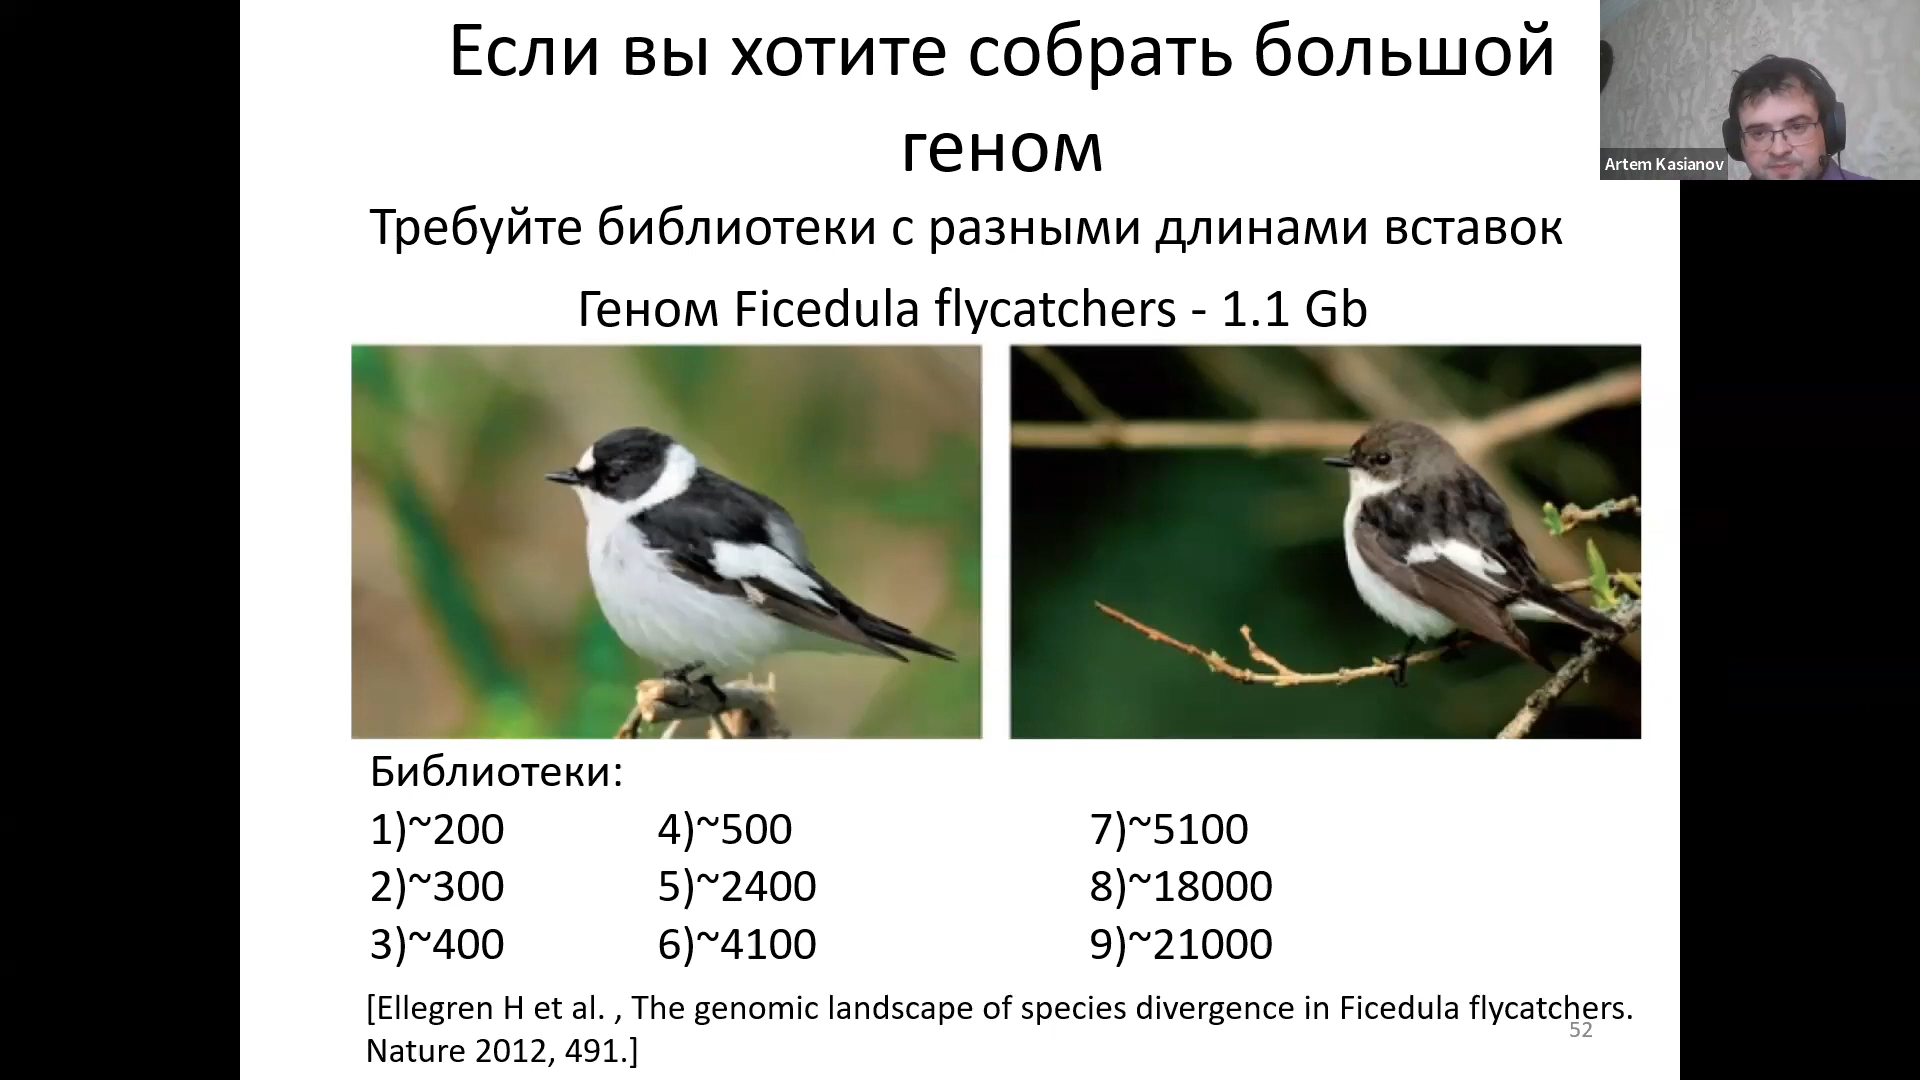 Если вы хотите собрать большой
геном
Artem Kasianov
Требуйте библиотеки с разными длинами вставок
Геном Ficedula flycatchers - 1.1 Gb
Библиотеки:
1)~200 4)~500 7)~5100
2)~300 5)~2400 8)~18000
3)~400 6)~4100 9)~21000
[Ellegren H et al. , The genomic landscape of species divergence in Ficedula flycatchers.
52
Nature 2012, 491.]